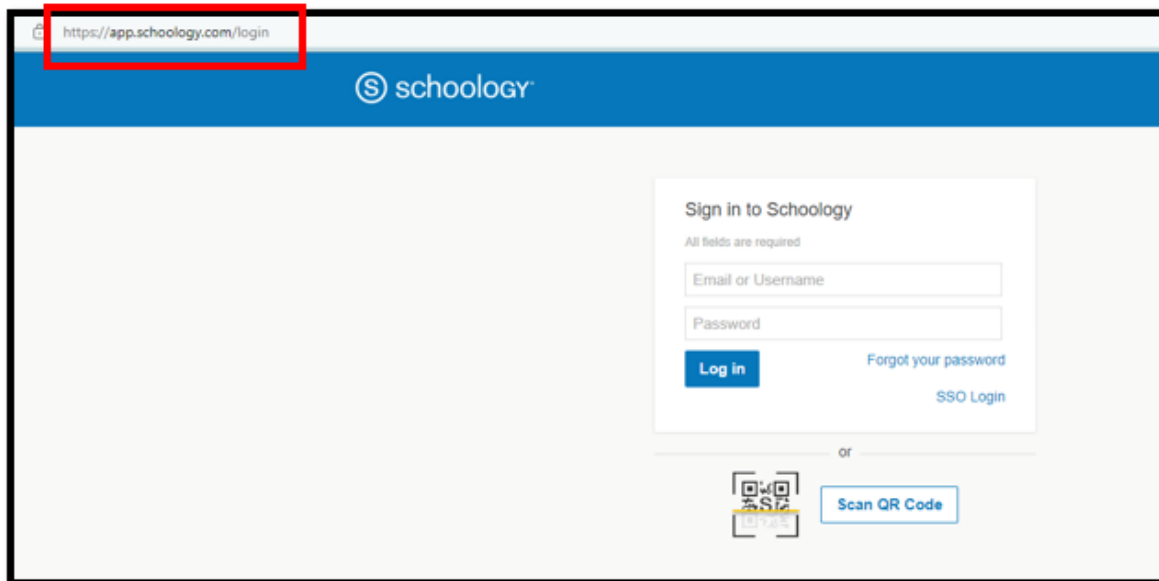 https://app.schoology.com/login
S schoology
Sign in to Schoology
All fields are required
Email or Username
Password
Log in
Forgot your password
SSO Login
or
S
Scan QR Code